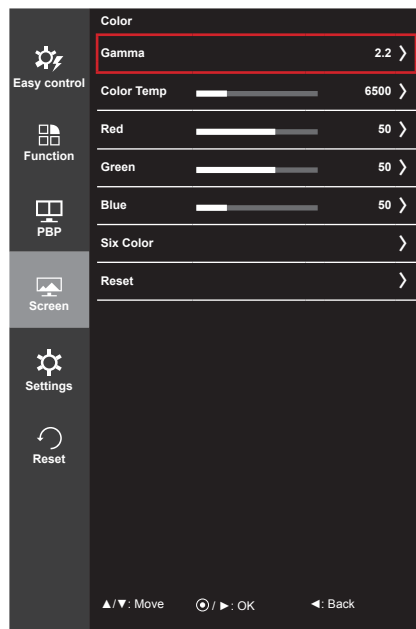 Color
Easy control
Function
PBP
Screen
Settings
Reset
Gamma 2.2 〉
Color Temp 6500 〉
Red 50 〉
Green 50 〉
Blue 50 〉
Six Color 〉
Reset 〉
▲/▼: Move ⦿ / ►: OK ◄: Back